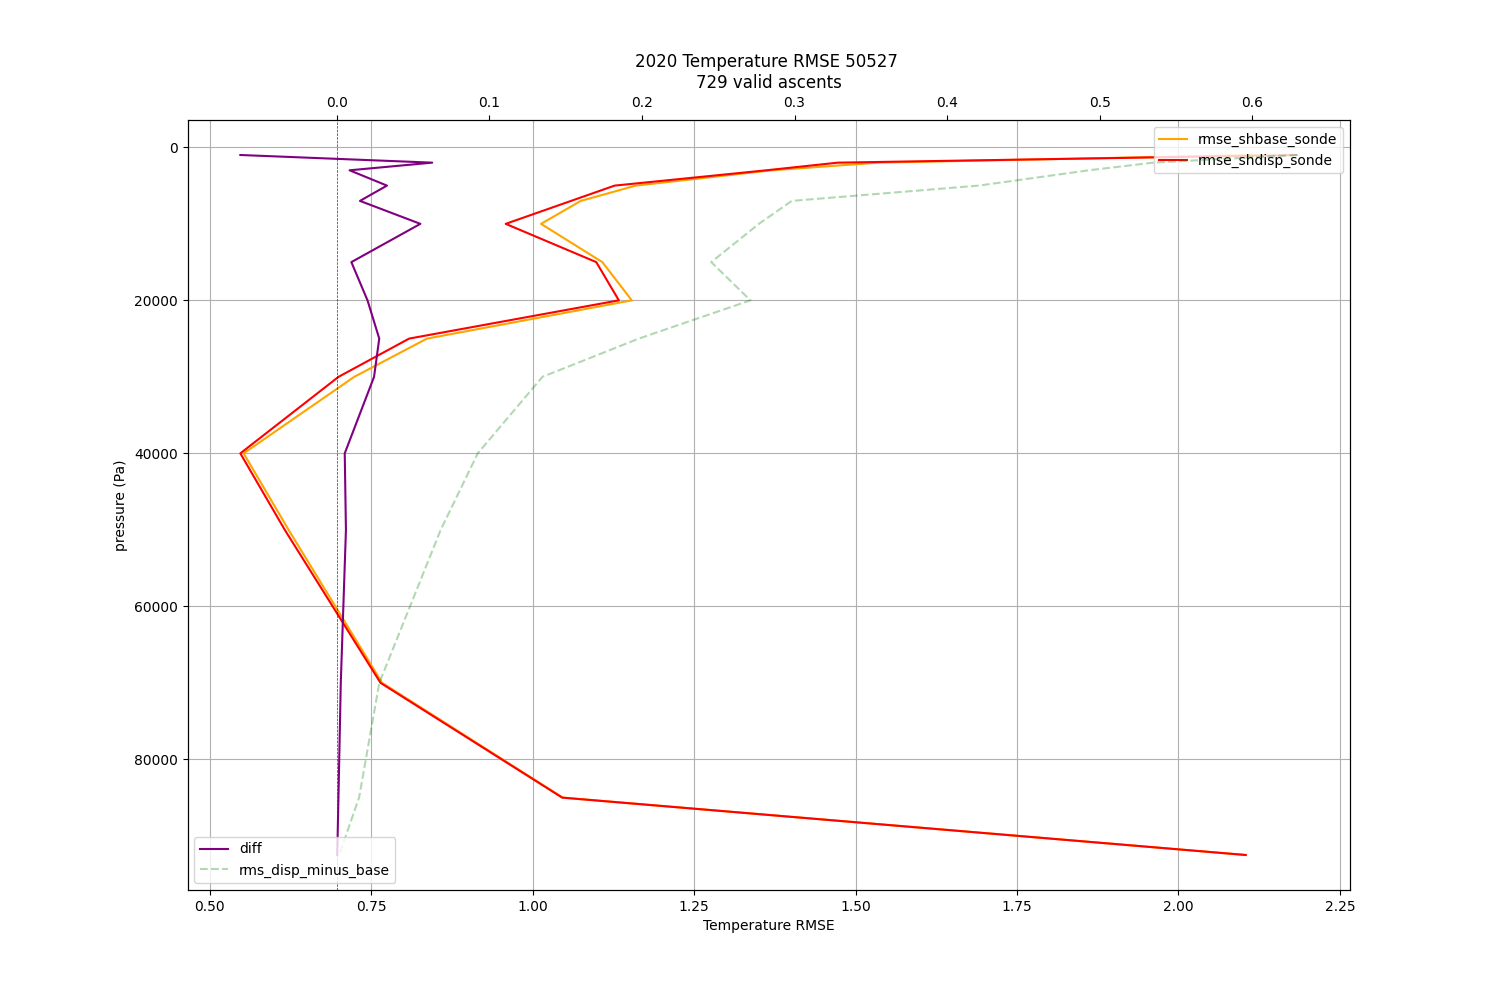 2020 Temperature RMSE 50527
729 valid ascents
0.0 0.1 0.2 0.3 0.4 0.5 0.6
rmse_shbase_sonde
rmse_shdisp_sonde
0
20000
40000
60000
80000
pressure (Pa)
diff
rms_disp_minus_base
0.50 0.75 1.00 1.25 1.50 1.75 2.00 2.25
Temperature RMSE